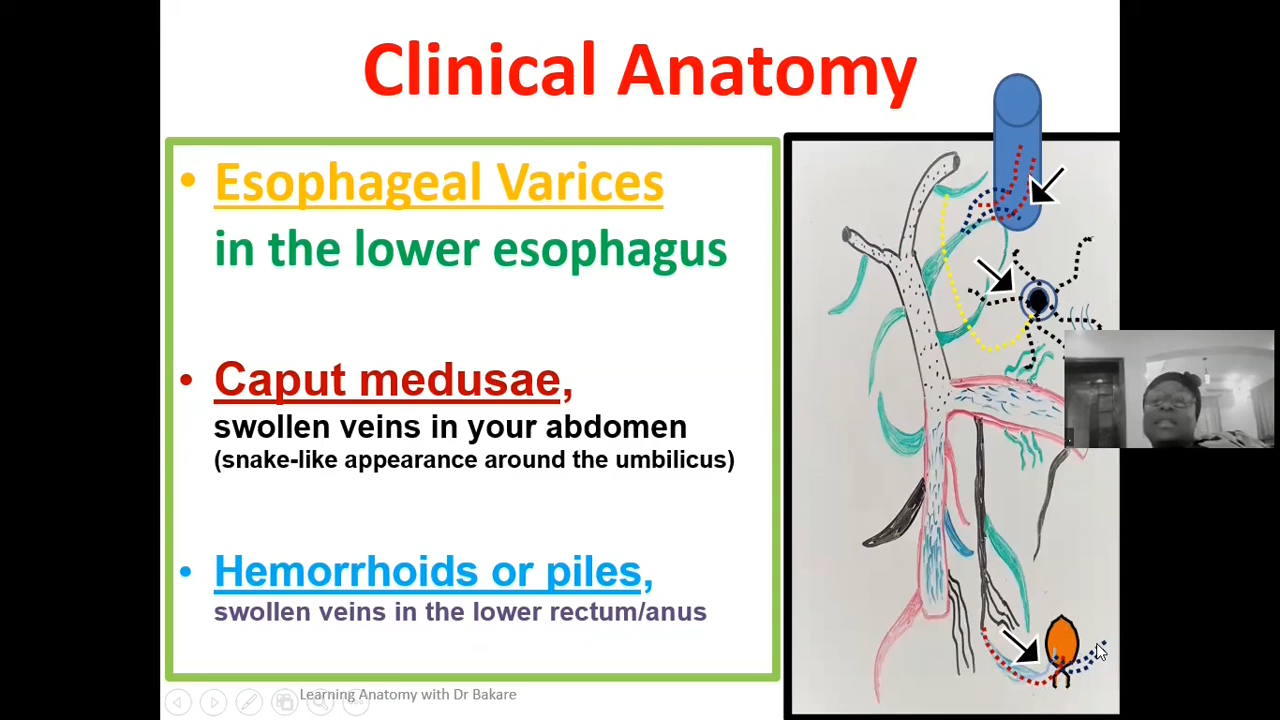 Clinical Anatomy
• Esophageal Varices
in the lower esophagus
• Caput medusae,
swollen veins in your abdomen
(snake-like appearance around the umbilicus)
• Hemorrhoids or piles,
swollen veins in the lower rectum/anus
Learning Anatomy with Dr Bakare